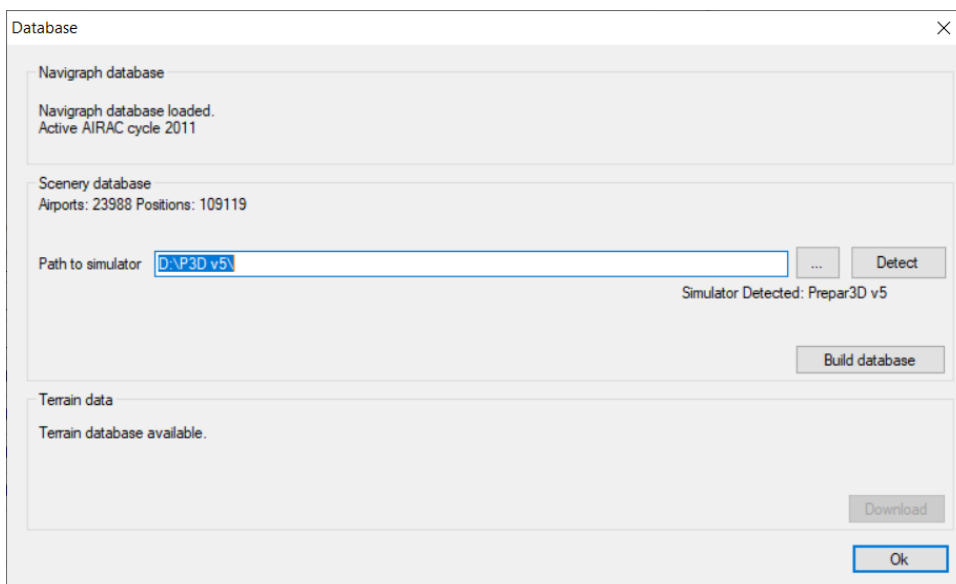 Database
Navigraph database
Navigraph database loaded.
Active AIRAC cycle 2011
Scenery database
Airports: 23988 Positions: 109119
Path to simulator D:\P3D v5\ ... Detect
Simulator Detected: Prepar3D v5
Build database
Terrain data
Terrain database available.
Download
Ok